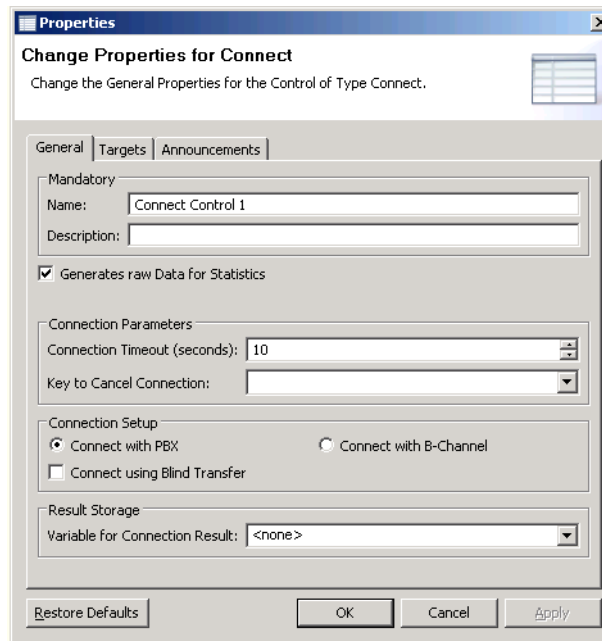 Properties
Change Properties for Connect
Change the General Properties for the Control of Type Connect.
General Targets Announcements
Mandatory
Name: Connect Control 1
Description:
Generates raw Data for Statistics
Connection Parameters
Connection Timeout (seconds): 10
Key to Cancel Connection:
Connection Setup
Connect with PBX Connect with B-Channel
Connect using Blind Transfer
Result Storage
Variable for Connection Result: <none>
Restore Defaults OK Cancel Apply